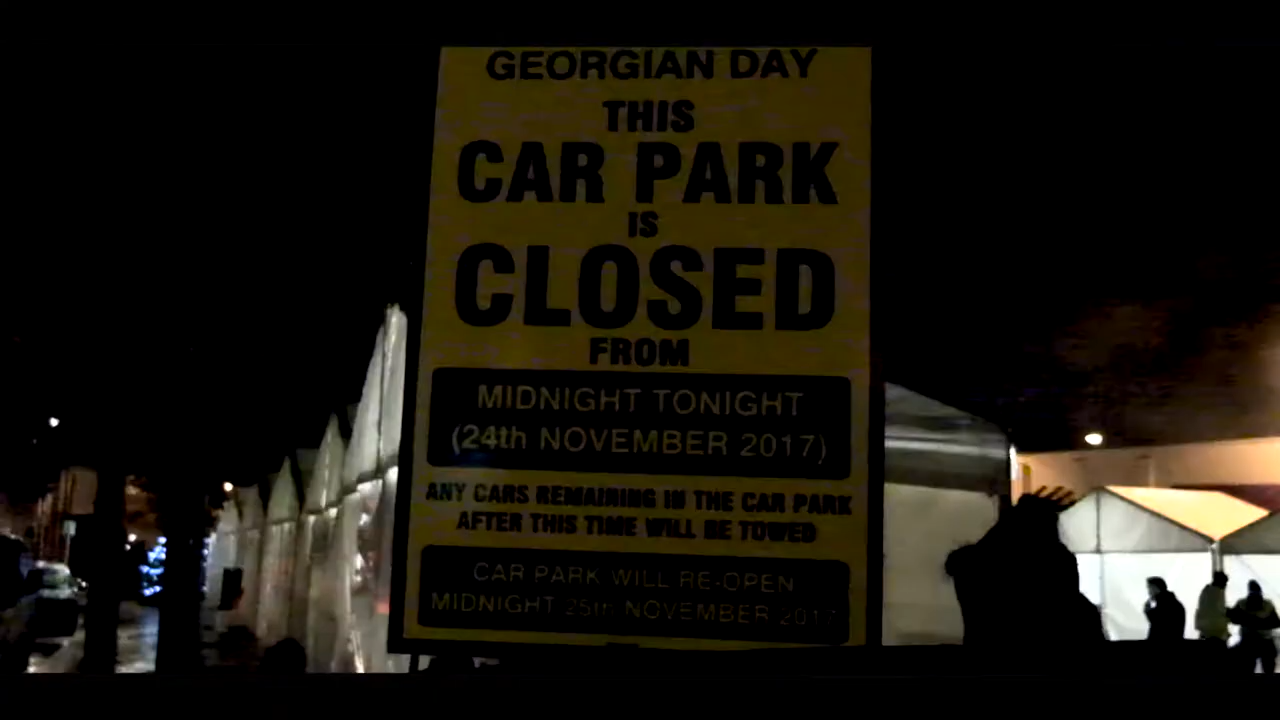 GEORGIAN DAY
THIS
CAR PARK
IS
CLOSED
FROM
MIDNIGHT TONIGHT
(24th NOVEMBER 2017)
ANY CARS REMAINING IN THE CAR PARK
AFTER THIS TIME WILL BE TOWED
CAR PARK WILL RE-OPEN
MIDNIGHT 25th NOVEMBER 2017